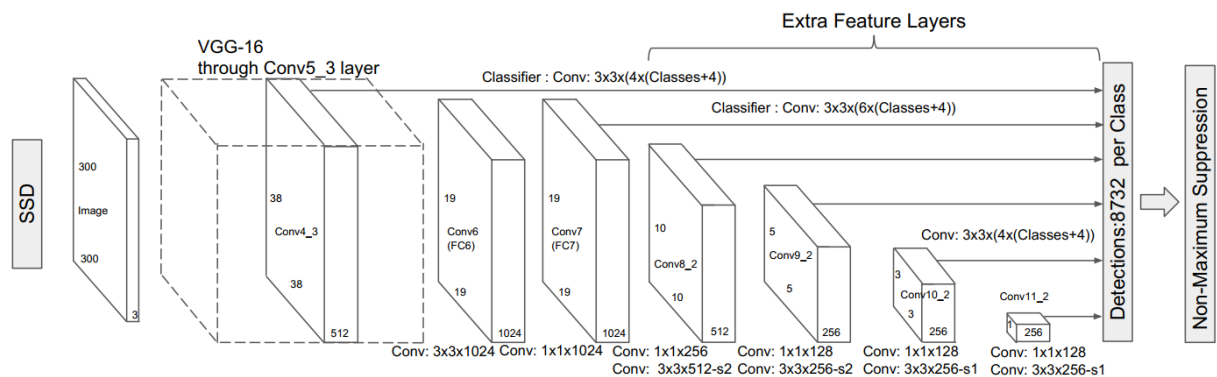 Extra Feature Layers
VGG-16
through Conv5_3 layer
Classifier : Conv: 3x3x(4x(Classes+4))
Classifier : Conv: 3x3x(6x(Classes+4))
SSD
300
Image
300
3
38
Conv4_3
38
512
19
Conv6
(FC6)
19
1024
19
Conv7
(FC7)
19
1024
10
Conv8_2
10
512
5
Conv9_2
5
256
Conv: 3x3x(4x(Classes+4))
3
Conv10_2
3
256
Conv11_2
1
256
Detections:8732 per Class
Non-Maximum Suppression
Conv: 3x3x1024
Conv: 1x1x1024
Conv: 1x1x256
Conv: 3x3x512-s2
Conv: 1x1x128
Conv: 3x3x256-s2
Conv: 1x1x128
Conv: 3x3x256-s1
Conv: 1x1x128
Conv: 3x3x256-s1